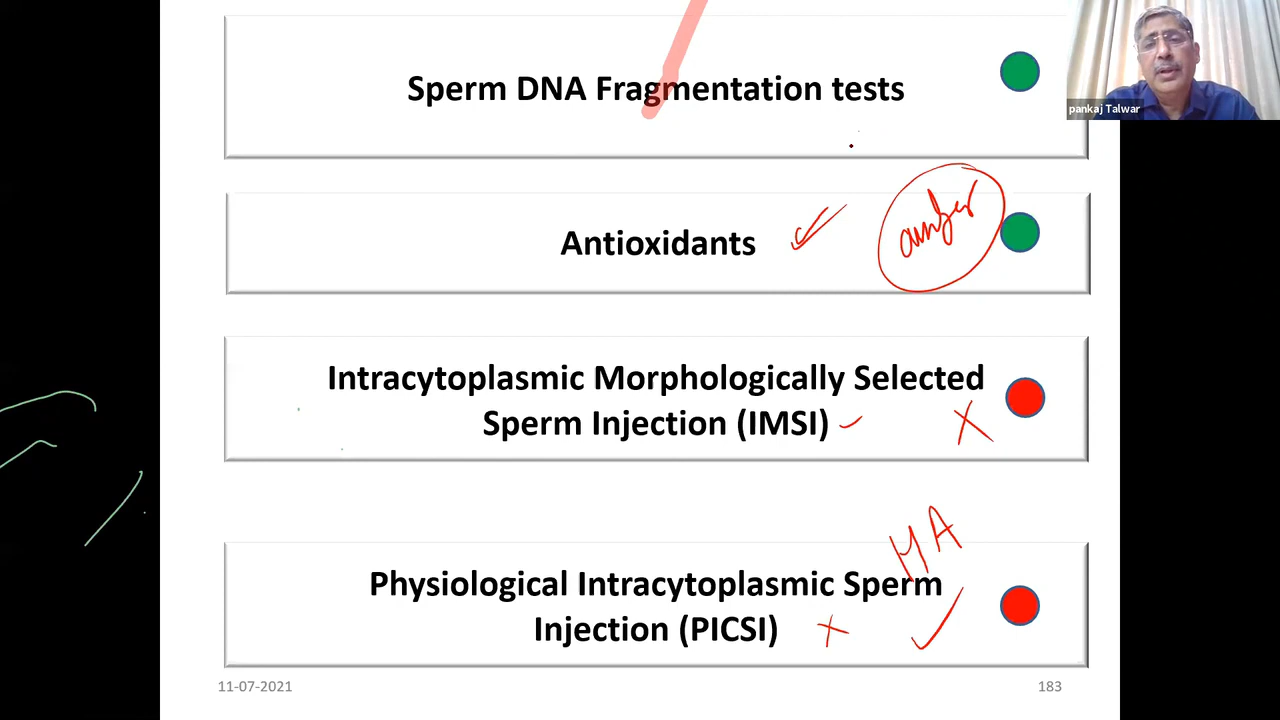 Sperm DNA Fragmentation tests
pankaj Talwar
Antioxidants
amber
Intracytoplasmic Morphologically Selected
Sperm Injection (IMSI)
X
HA
Physiological Intracytoplasmic Sperm
Injection (PICSI)
X
11-07-2021
183